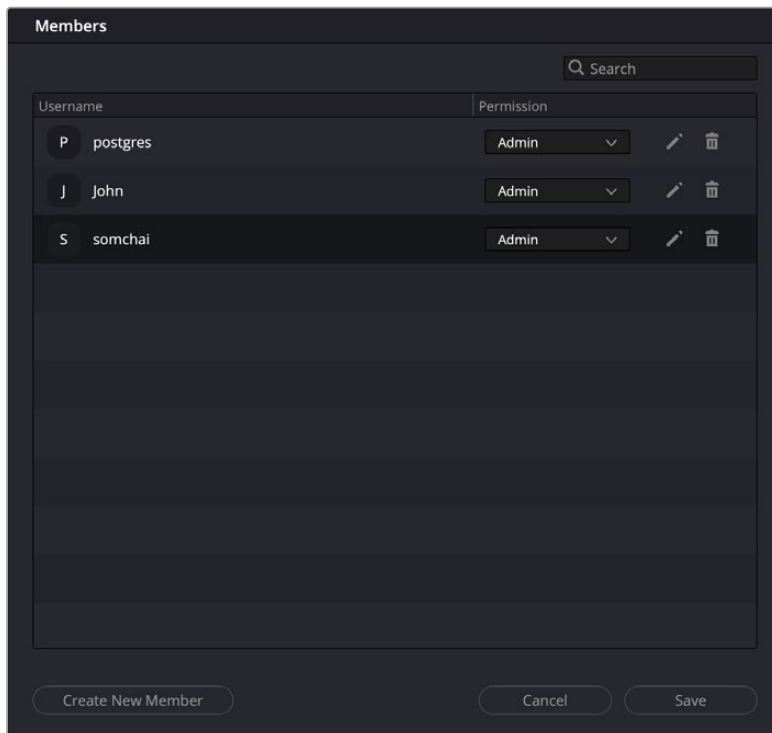 Members
Search
Username Permission
P postgres Admin
J John Admin
S somchai Admin
Create New Member Cancel Save